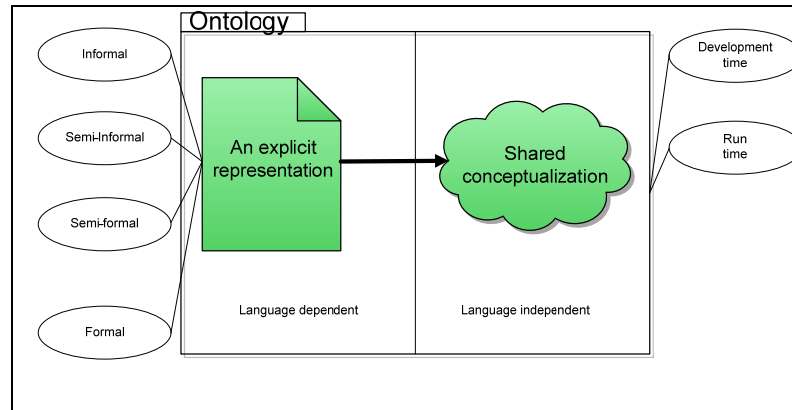 Ontology
Informal
Semi-Informal
Semi-formal
Formal
An explicit
representation
Language dependent
Shared
conceptualization
Language independent
Development
time
Run
time